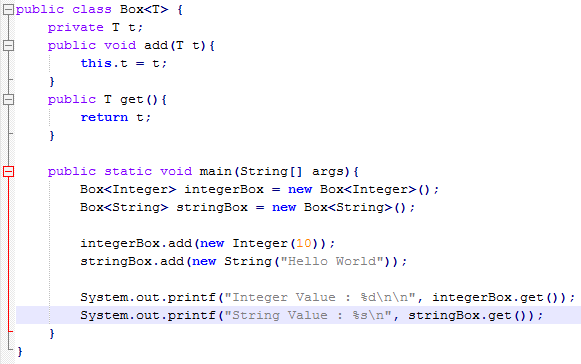 public class Box<T> {
    private T t;
    public void add(T t){
        this.t = t;
    }
    public T get(){
        return t;
    }
    public static void main(String[] args){
        Box<Integer> integerBox = new Box<Integer>();
        Box<String> stringBox = new Box<String>();
        integerBox.add(new Integer(10));
        stringBox.add(new String("Hello World"));
        System.out.printf("Integer Value : %d\n\n", integerBox.get());
        System.out.printf("String Value : %s\n", stringBox.get());
    }
}